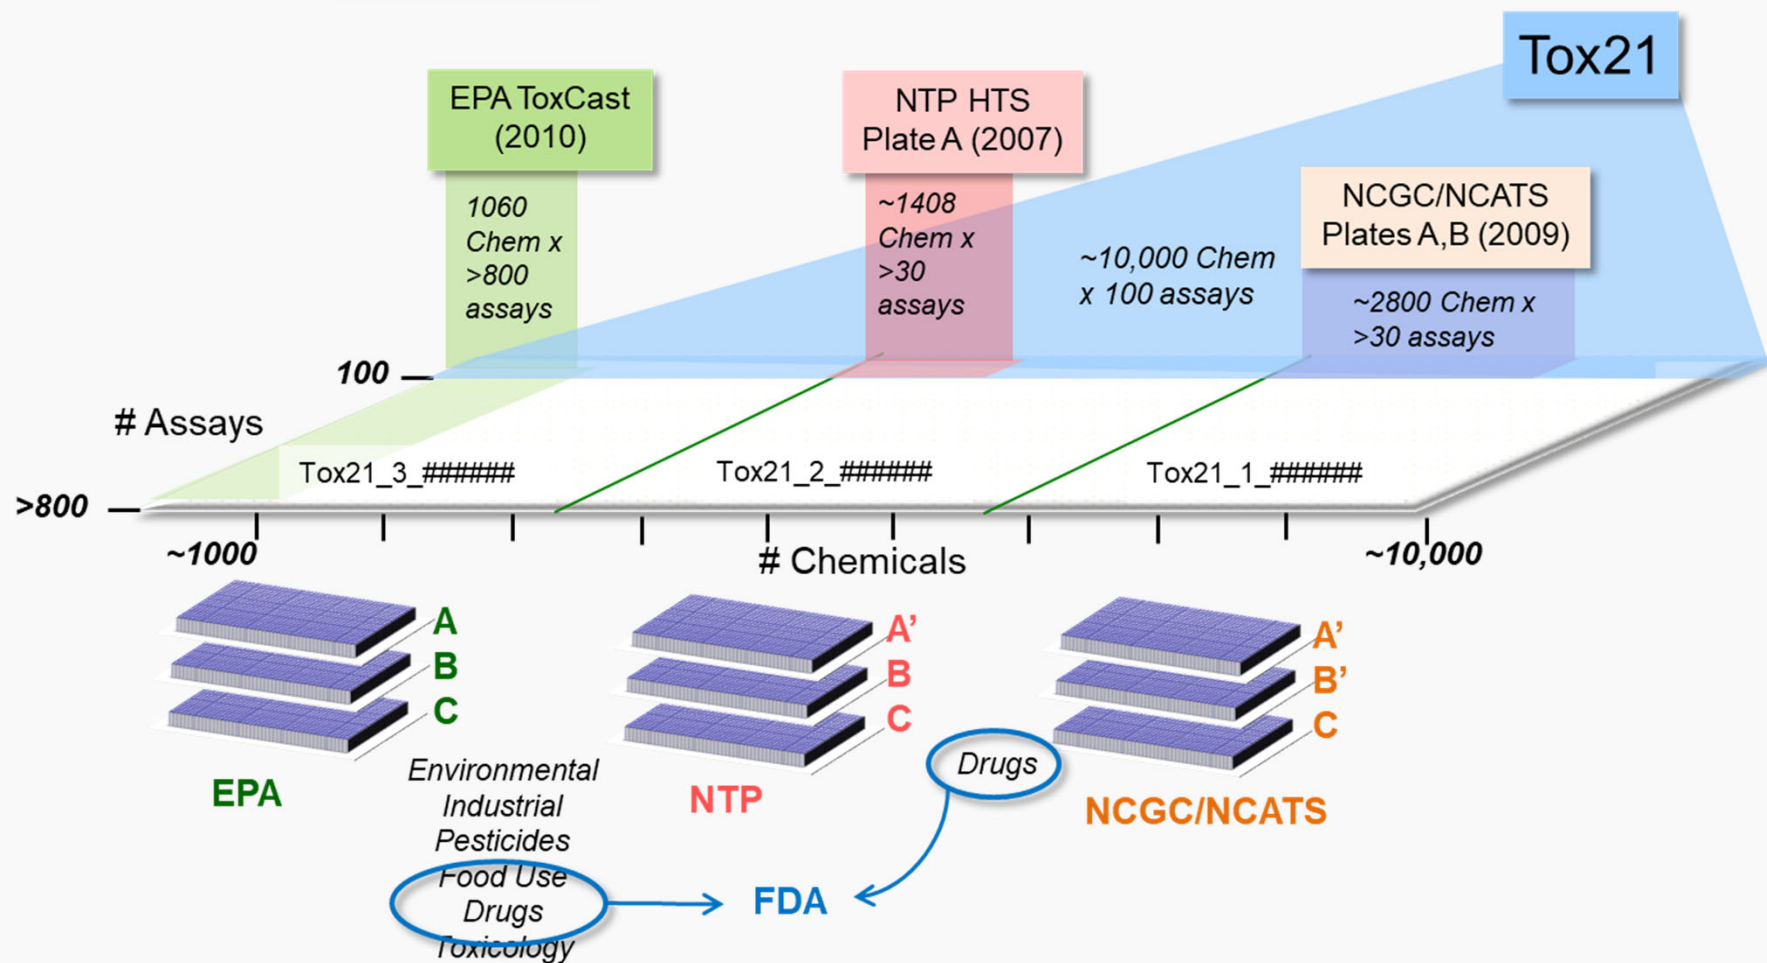 Tox21
EPA ToxCast
(2010)
NTP HTS
Plate A (2007)
NCGC/NCATS
Plates A,B (2009)
1060
Chem x
>800
assays
~1408
Chem x
>30
assays
~10,000 Chem
x 100 assays
~2800 Chem x
>30 assays
100
# Assays
Tox21_3_######
Tox21_2_######
Tox21_1_######
>800
~1000
# Chemicals
~10,000
A
B
C
EPA
A’
B
C
NTP
A’
B’
C
NCGC/NCATS
Environmental
Industrial
Pesticides
Food Use
Drugs
Toxicology
Drugs
FDA